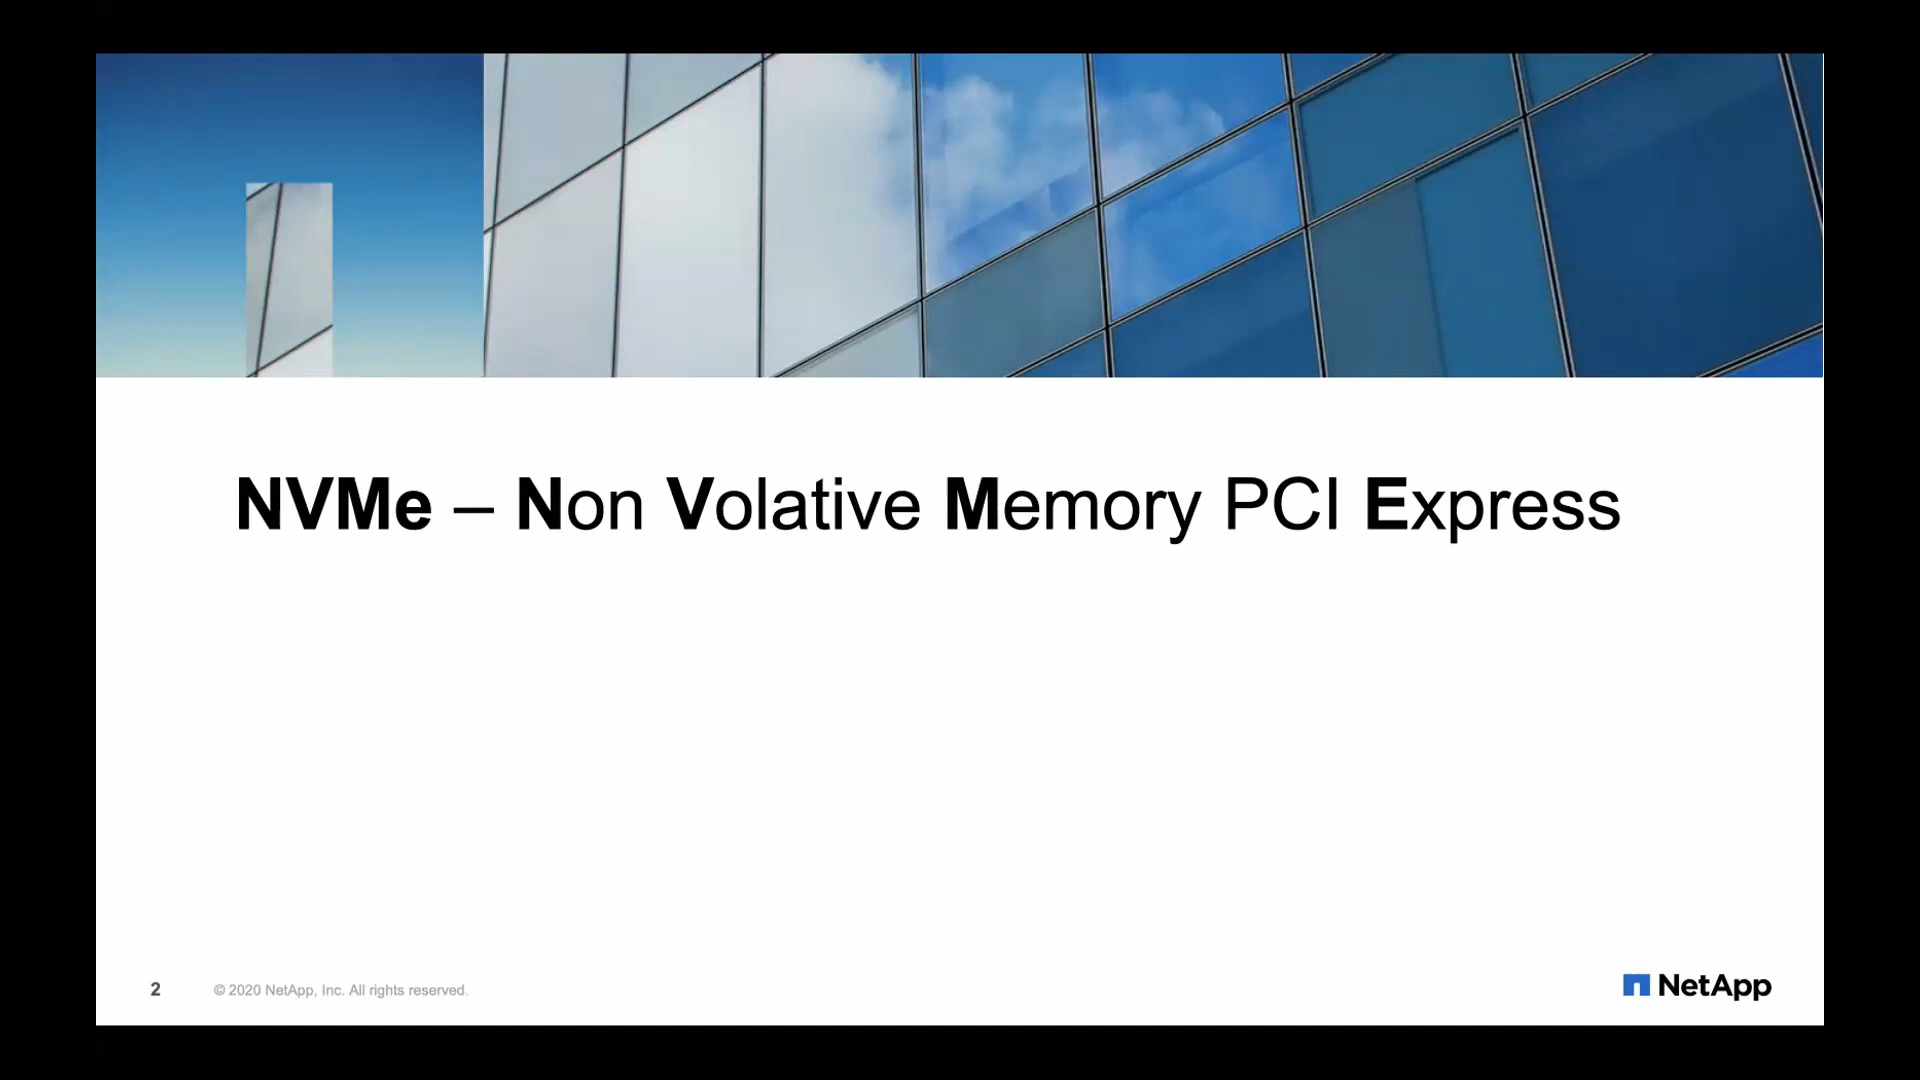 NVMe – Non Volative Memory PCI Express
2 © 2020 NetApp, Inc. All rights reserved.
NetApp